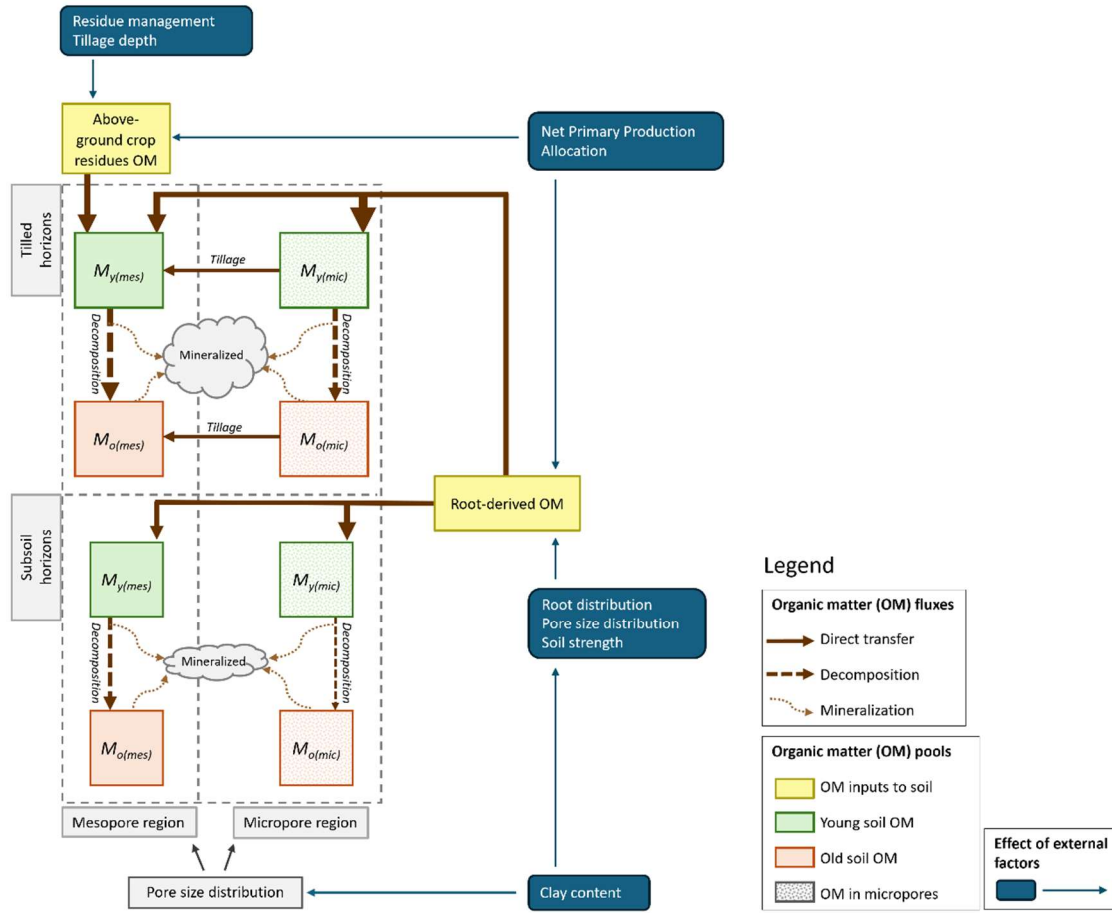 Residue management
Tillage depth
Above-
ground crop
residues OM
Net Primary Production
Allocation
Tilled
horizons
My(mes)
Tillage
My(mic)
Decomposition
Mineralized
Decomposition
Mo(mes)
Tillage
Mo(mic)
Root-derived OM
Subsoil
horizons
My(mes)
My(mic)
Decomposition
Mineralized
Decomposition
Mo(mes)
Mo(mic)
Root distribution
Pore size distribution
Soil strength
Mesopore region
Micropore region
Pore size distribution
Clay content
Legend
Organic matter (OM) fluxes
Direct transfer
Decomposition
Mineralization
Organic matter (OM) pools
OM inputs to soil
Young soil OM
Old soil OM
OM in micropores
Effect of external
factors